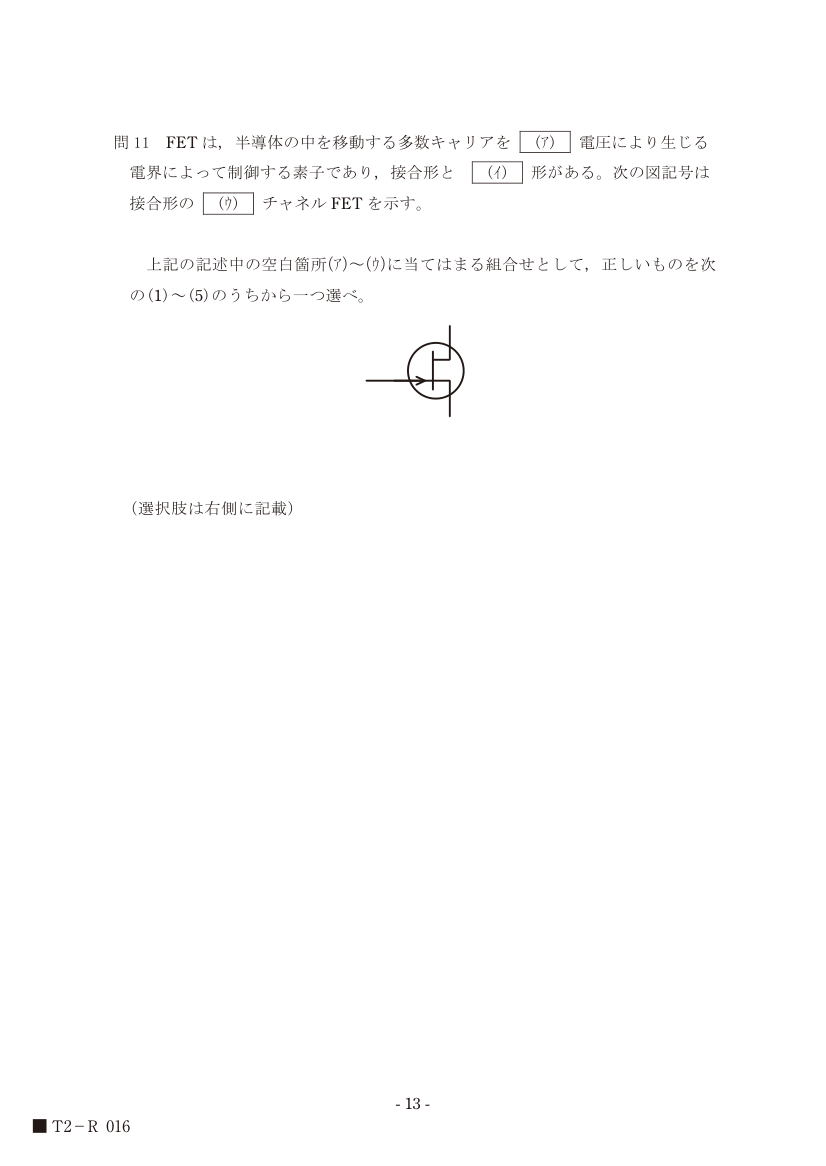 問 11　FET は，半導体の中を移動する多数キャリアを (ｱ) 電圧により生じる
電界によって制御する素子であり，接合形と (ｲ) 形がある。次の図記号は
接合形の (ｳ) チャネル FET を示す。
上記の記述中の空白箇所(ｱ)～(ｳ)に当てはまる組合せとして，正しいものを次
の(1)～(5)のうちから一つ選べ。
（選択肢は右側に記載）
- 13 -
■ T2－R 016